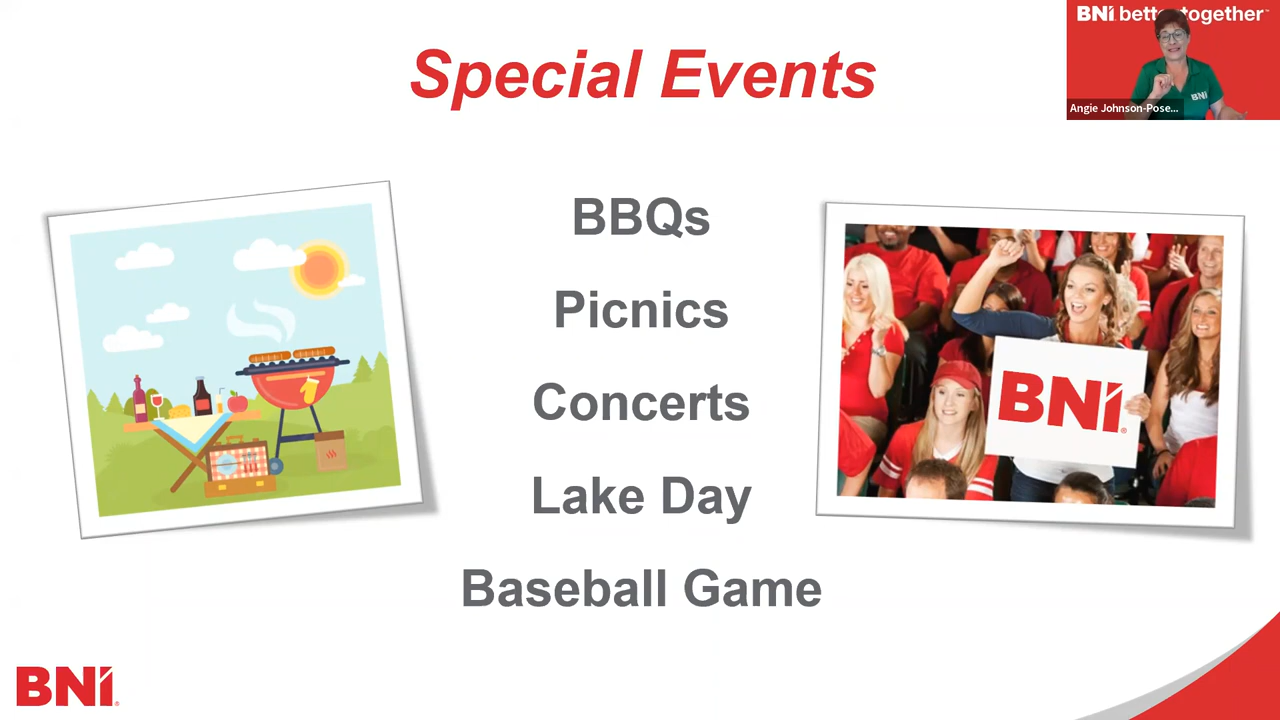 Special Events
BNI better together
Angie Johnson-Pose...
BBQs
Picnics
Concerts
Lake Day
Baseball Game
BNI
BNI
BNI